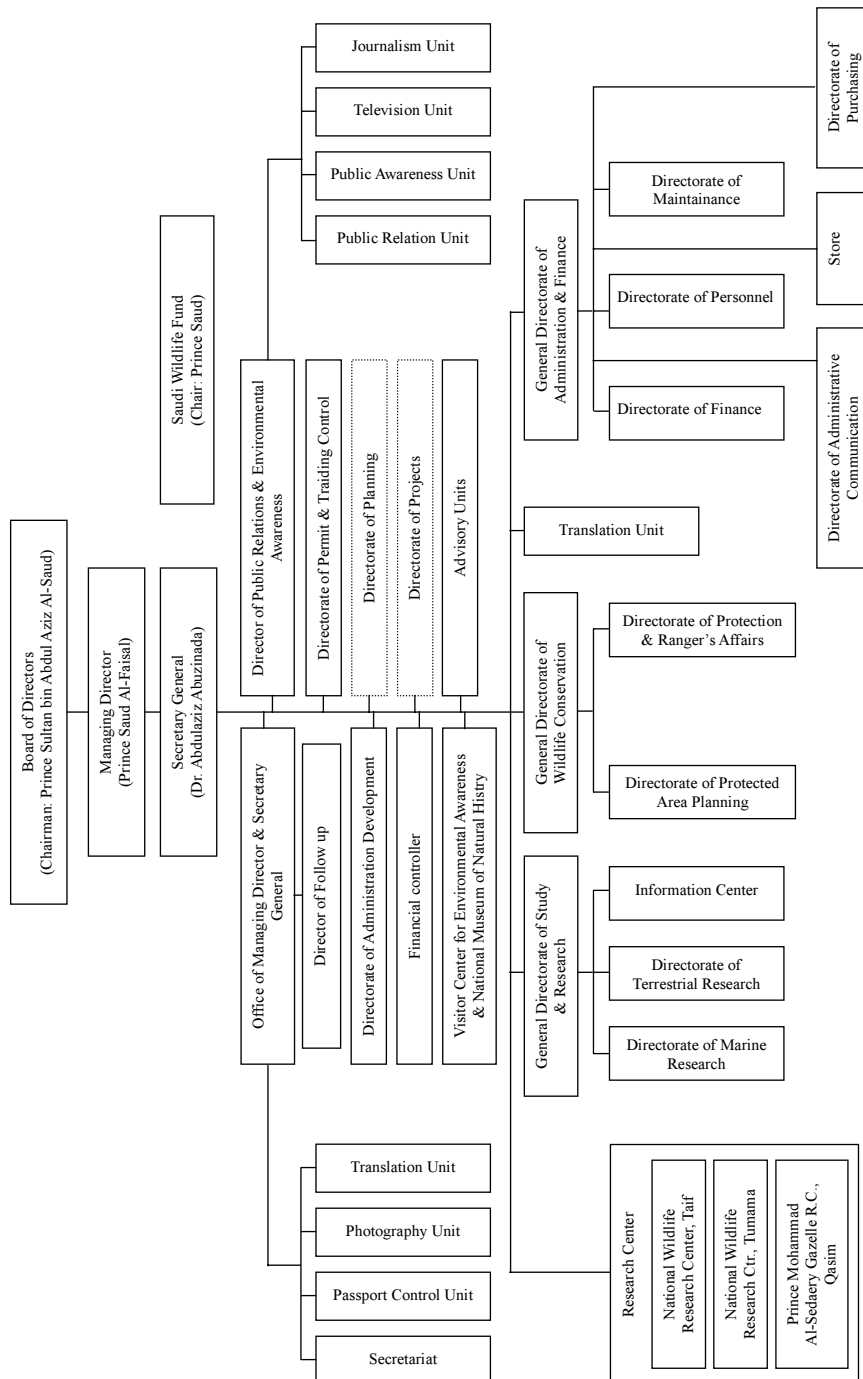 Board of Directors
(Chairman: Prince Sultan bin Abdul Aziz Al-Saud)
Managing Director
(Prince Saud Al-Faisal)
Secretary General
(Dr. Abdulaziz Abuzinada)
Saudi Wildlife Fund
(Chair: Prince Saud)
Office of Managing Director & Secretary
General
Director of Public Relations & Environmental
Awareness
Director of Follow up
Directorate of Permit & Traiding Control
Directorate of Administration Development
Directorate of Planning
Financial controller
Directorate of Projects
Visitor Center for Environmental Awareness
& National Museum of Natural Histry
Advisory Units
Secretariat
Passport Control Unit
Photography Unit
Translation Unit
Public Relation Unit
Public Awareness Unit
Television Unit
Journalism Unit
General Directorate of Study
& Research
General Directorate of
Wildlife Conservation
Translation Unit
General Directorate of
Administration & Finance
Research Center
National Wildlife
Research Center, Taif
National Wildlife
Research Ctr., Tumama
Prince Mohammad
Al-Sedaery Gazelle R.C.,
Qasim
Directorate of Marine
Research
Directorate of
Terrestrial Research
Information Center
Directorate of Protected
Area Planning
Directorate of Protection
& Ranger's Affairs
Directorate of Finance
Directorate of Personnel
Directorate of
Maintainance
Directorate of Administrative
Communication
Store
Directorate of
Purchasing